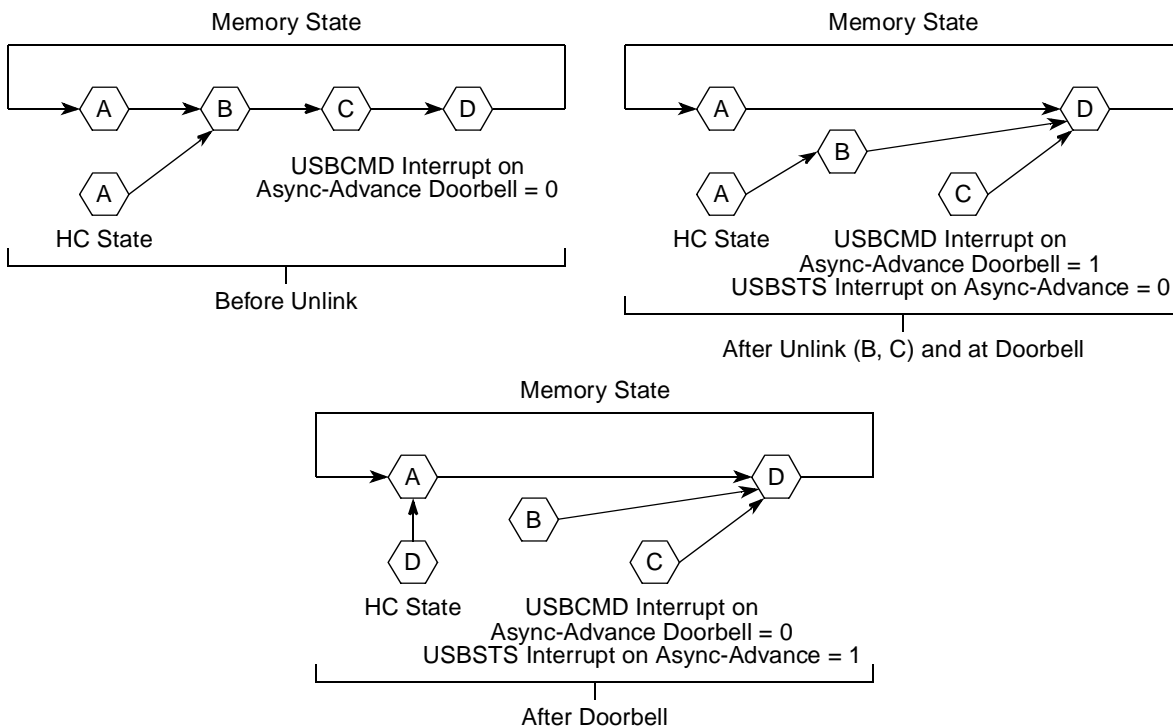 Memory State
A
B
C
D
A
HC State
USBCMD Interrupt on
Async-Advance Doorbell = 0
Before Unlink
Memory State
A
D
B
A
C
HC State
USBCMD Interrupt on
Async-Advance Doorbell = 1
USBSTS Interrupt on Async-Advance = 0
After Unlink (B, C) and at Doorbell
Memory State
A
D
B
D
C
HC State
USBCMD Interrupt on
Async-Advance Doorbell = 0
USBSTS Interrupt on Async-Advance = 1
After Doorbell